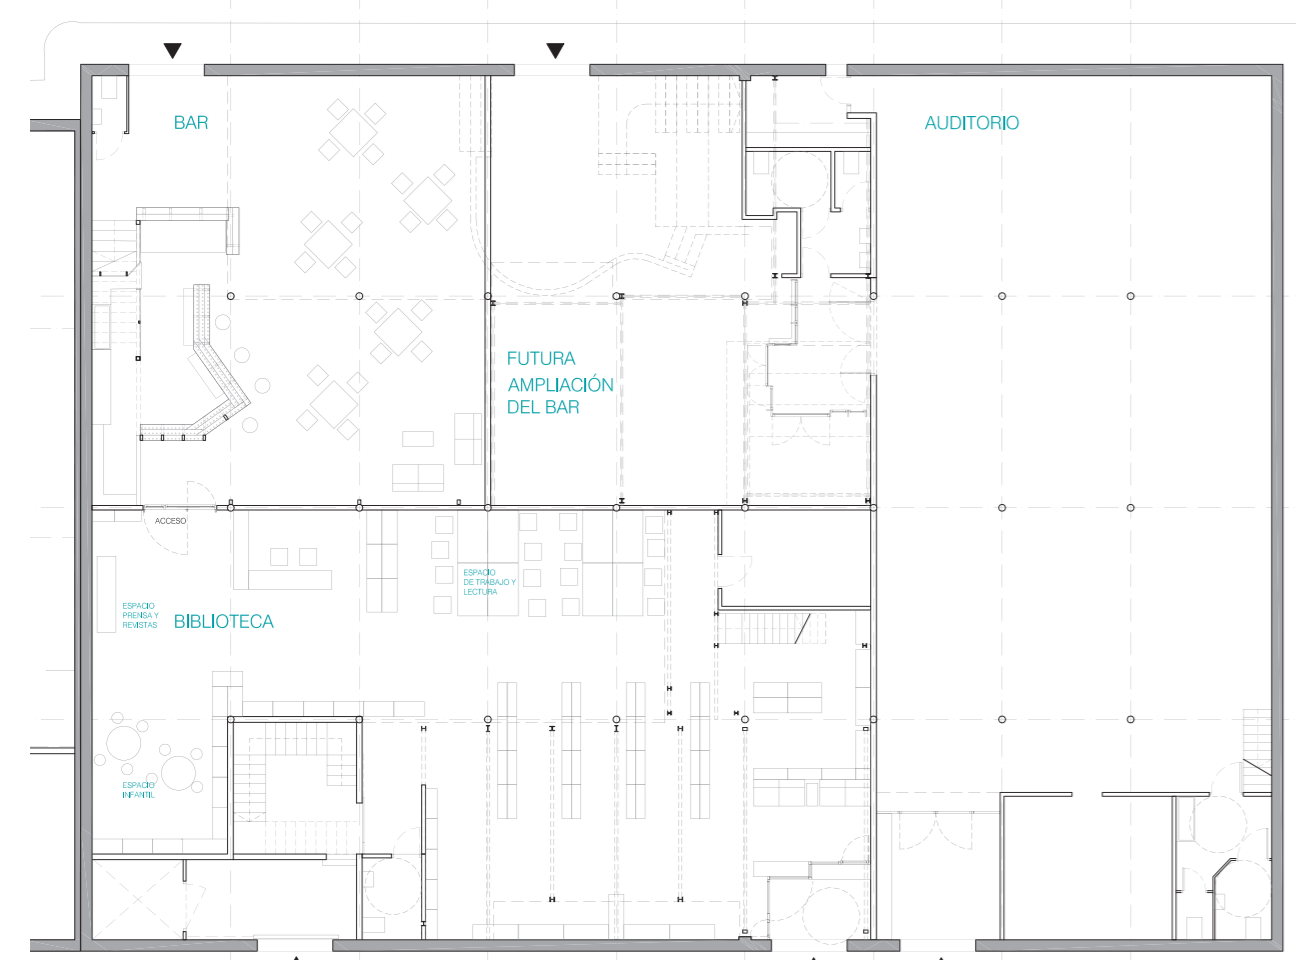 BAR
AUDITORIO
FUTURA
AMPLIACIÓN
DEL BAR
ACCESO
ESPACIO
DE TRABAJO Y
LECTURA
ESPACIO
PRENSA Y
REVISTAS
BIBLIOTECA
ESPACIO
INFANTIL